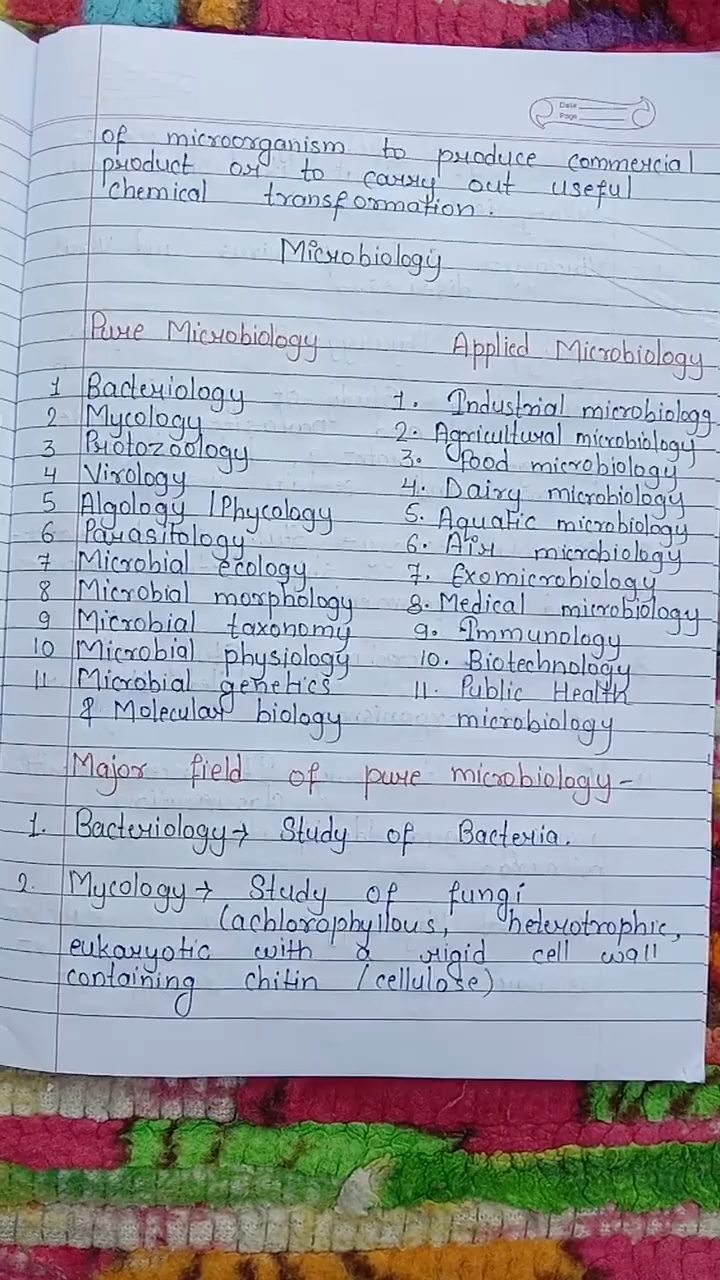 Date
Page
of microorganism to produce commercial
product or to carry out useful
chemical transformation.
Microbiology
Pure Microbiology    Applied Microbiology
1 Bacteriology    1. Industrial microbiology
2 Mycology    2. Agricultural microbiology
3 Protozoology    3. food microbiology
4 Virology    4. Dairy microbiology
5 Algology / Phycology    5. Aquatic microbiology
6 Parasitology    6. Air microbiology
7 Microbial ecology    7. Exomicrobiology
8 Microbial morphology    8. Medical microbiology
9 Microbial taxonomy    9. Immunology
10 Microbial physiology    10. Biotechnology
11 Microbial genetics    11. Public Health
& Molecular biology    microbiology
Major field of pure microbiology-
1. Bacteriology → Study of Bacteria.
2. Mycology → Study of fungi
(achlorophyllous, heterotrophic,
eukaryotic with a rigid cell wall
containing chitin / cellulose)